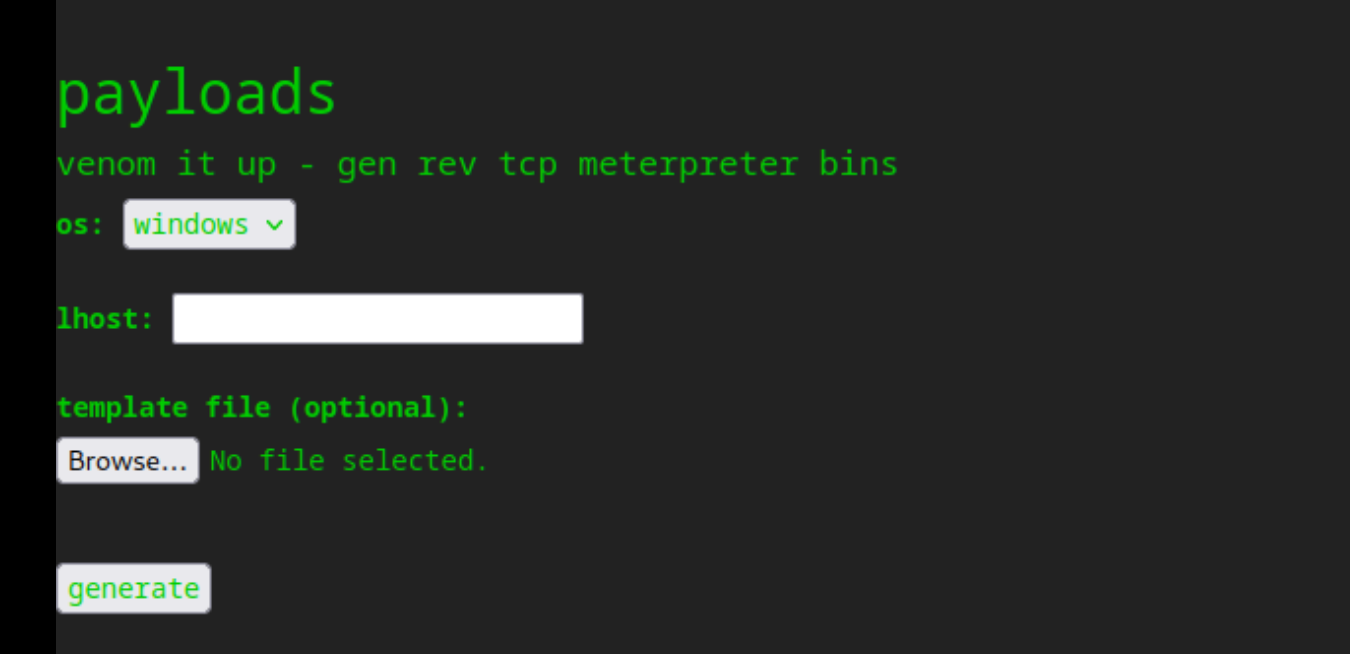 payloads
venom it up - gen rev tcp meterpreter bins
os: windows
lhost:
template file (optional):
Browse... No file selected.
generate